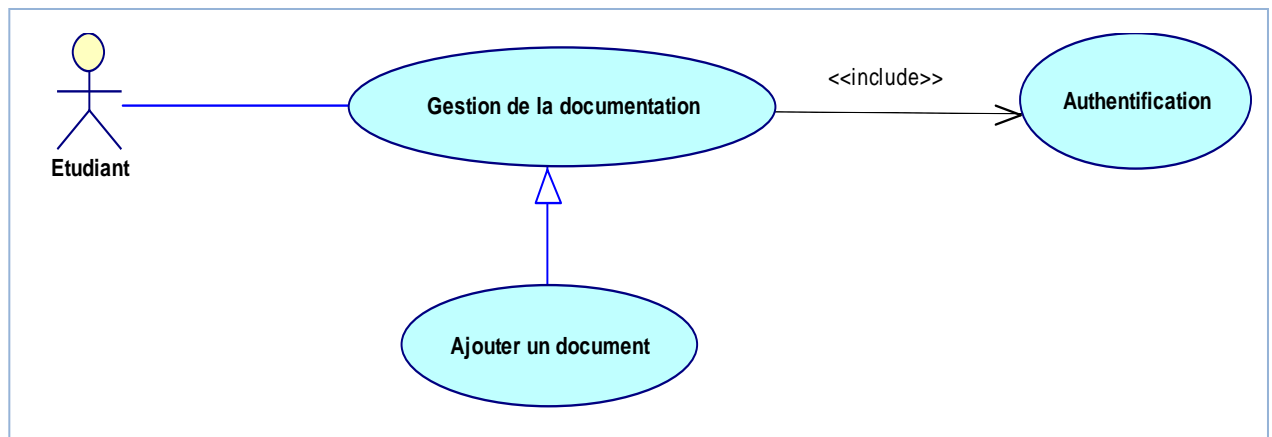 <<include>>
Gestion de la documentation
Authentification
Etudiant
Ajouter un document